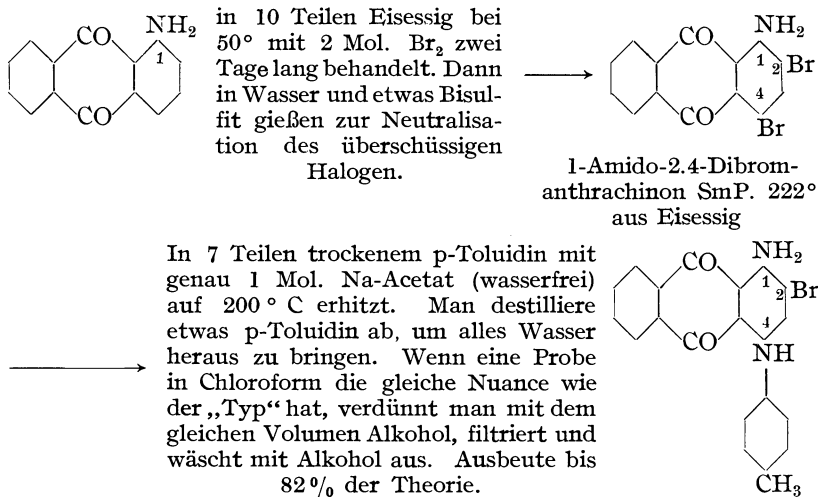 NH₂
CO
1
CO
in 10 Teilen Eisessig bei
50° mit 2 Mol. Br₂ zwei
Tage lang behandelt. Dann
in Wasser und etwas Bisul-
fit gießen zur Neutralisa-
tion des überschüssigen
Halogen.
NH₂
CO
1
2 Br
4
CO
Br
1-Amido-2.4-Dibrom-
anthrachinon SmP. 222°
aus Eisessig
In 7 Teilen trockenem p-Toluidin mit
genau 1 Mol. Na-Acetat (wasserfrei)
auf 200° C erhitzt. Man destilliere
etwas p-Toluidin ab, um alles Wasser
heraus zu bringen. Wenn eine Probe
in Chloroform die gleiche Nuance wie
der „Typ“ hat, verdünnt man mit dem
gleichen Volumen Alkohol, filtriert und
wäscht mit Alkohol aus. Ausbeute bis
82% der Theorie.
NH₂
CO
1
2 Br
4
CO
NH
CH₃